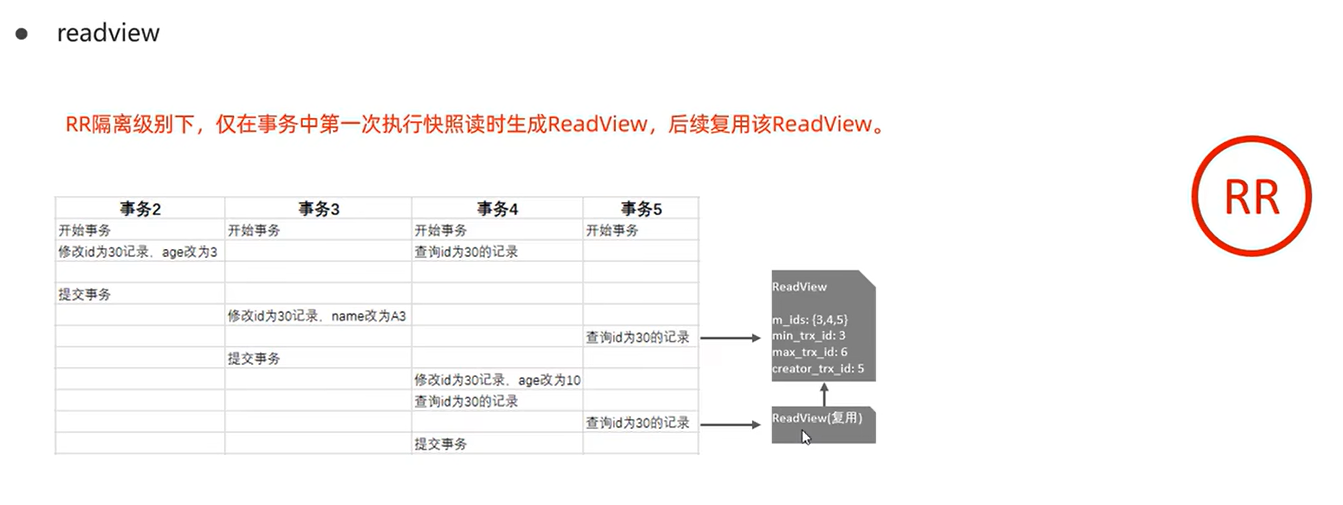 ● readview
RR隔离级别下，仅在事务中第一次执行快照读时生成ReadView，后续复用该ReadView。
RR
事务2 事务3 事务4 事务5
开始事务 开始事务 开始事务 开始事务
修改id为30记录、age改为3 查询id为30的记录
提交事务
修改id为30记录、name改为A3
查询id为30的记录
提交事务
修改id为30记录、age改为10
查询id为30的记录
查询id为30的记录
提交事务
ReadView
m_ids: {3,4,5}
min_trx_id: 3
max_trx_id: 6
creator_trx_id: 5
ReadView(复用)